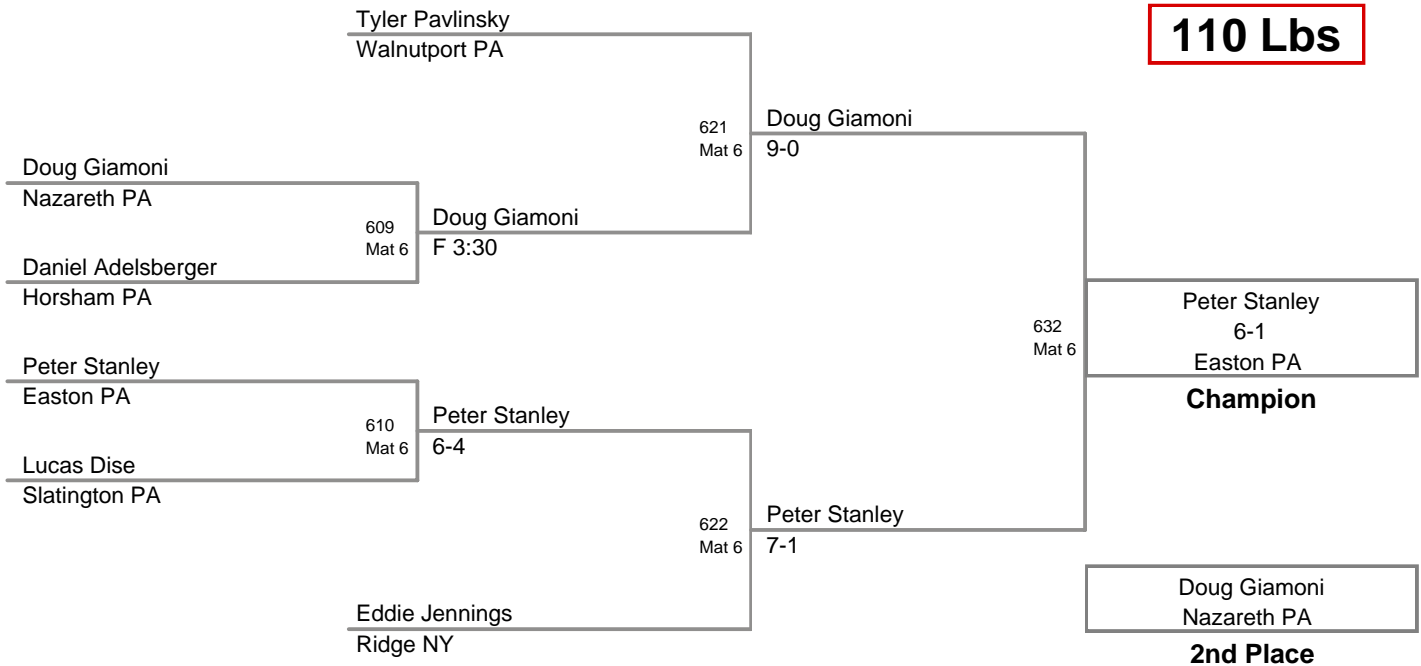 Tyler Pavlinsky
Walnutport PA
110 Lbs
621
Mat 6
Doug Giamoni
9-0
Doug Giamoni
Nazareth PA
609
Mat 6
Doug Giamoni
F 3:30
Daniel Adelsberger
Horsham PA
Peter Stanley
6-1
Easton PA
Champion
632
Mat 6
Peter Stanley
Easton PA
610
Mat 6
Peter Stanley
6-4
Lucas Dise
Slatington PA
622
Mat 6
Peter Stanley
7-1
Eddie Jennings
Ridge NY
Doug Giamoni
Nazareth PA
2nd Place